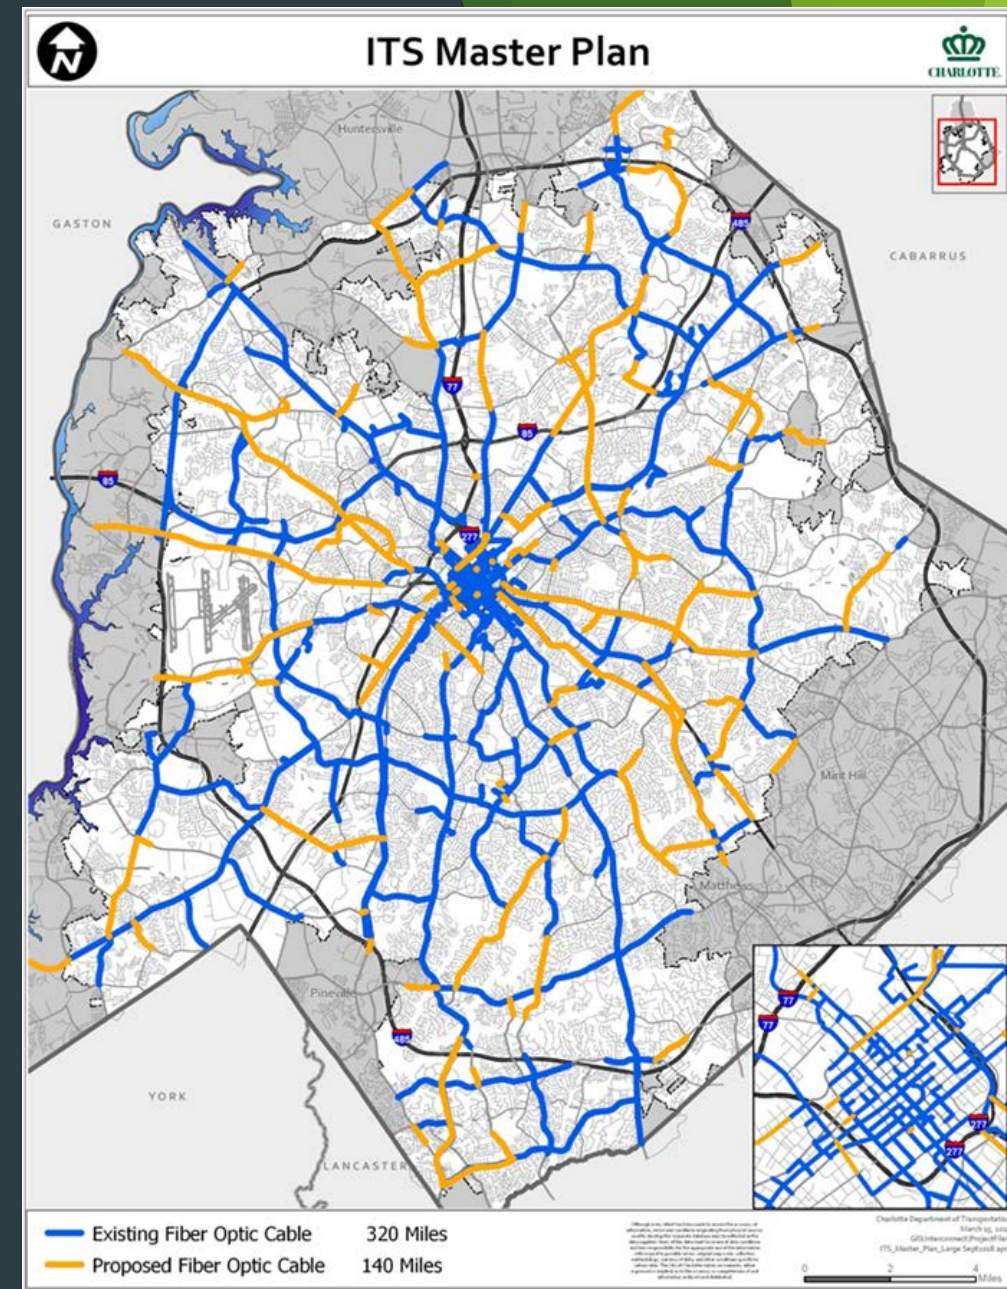 N
ITS Master Plan
CHARLOTTE
Huntersville
GASTON
485
CABARRUS
77
85
85
277
Mint Hill
Matthews
Pineville
77
77
485
YORK
277
277
LANCASTER
Existing Fiber Optic Cable 320 Miles
Proposed Fiber Optic Cable 140 Miles
Charlotte Department of Transportatio
0 2 4
Miles